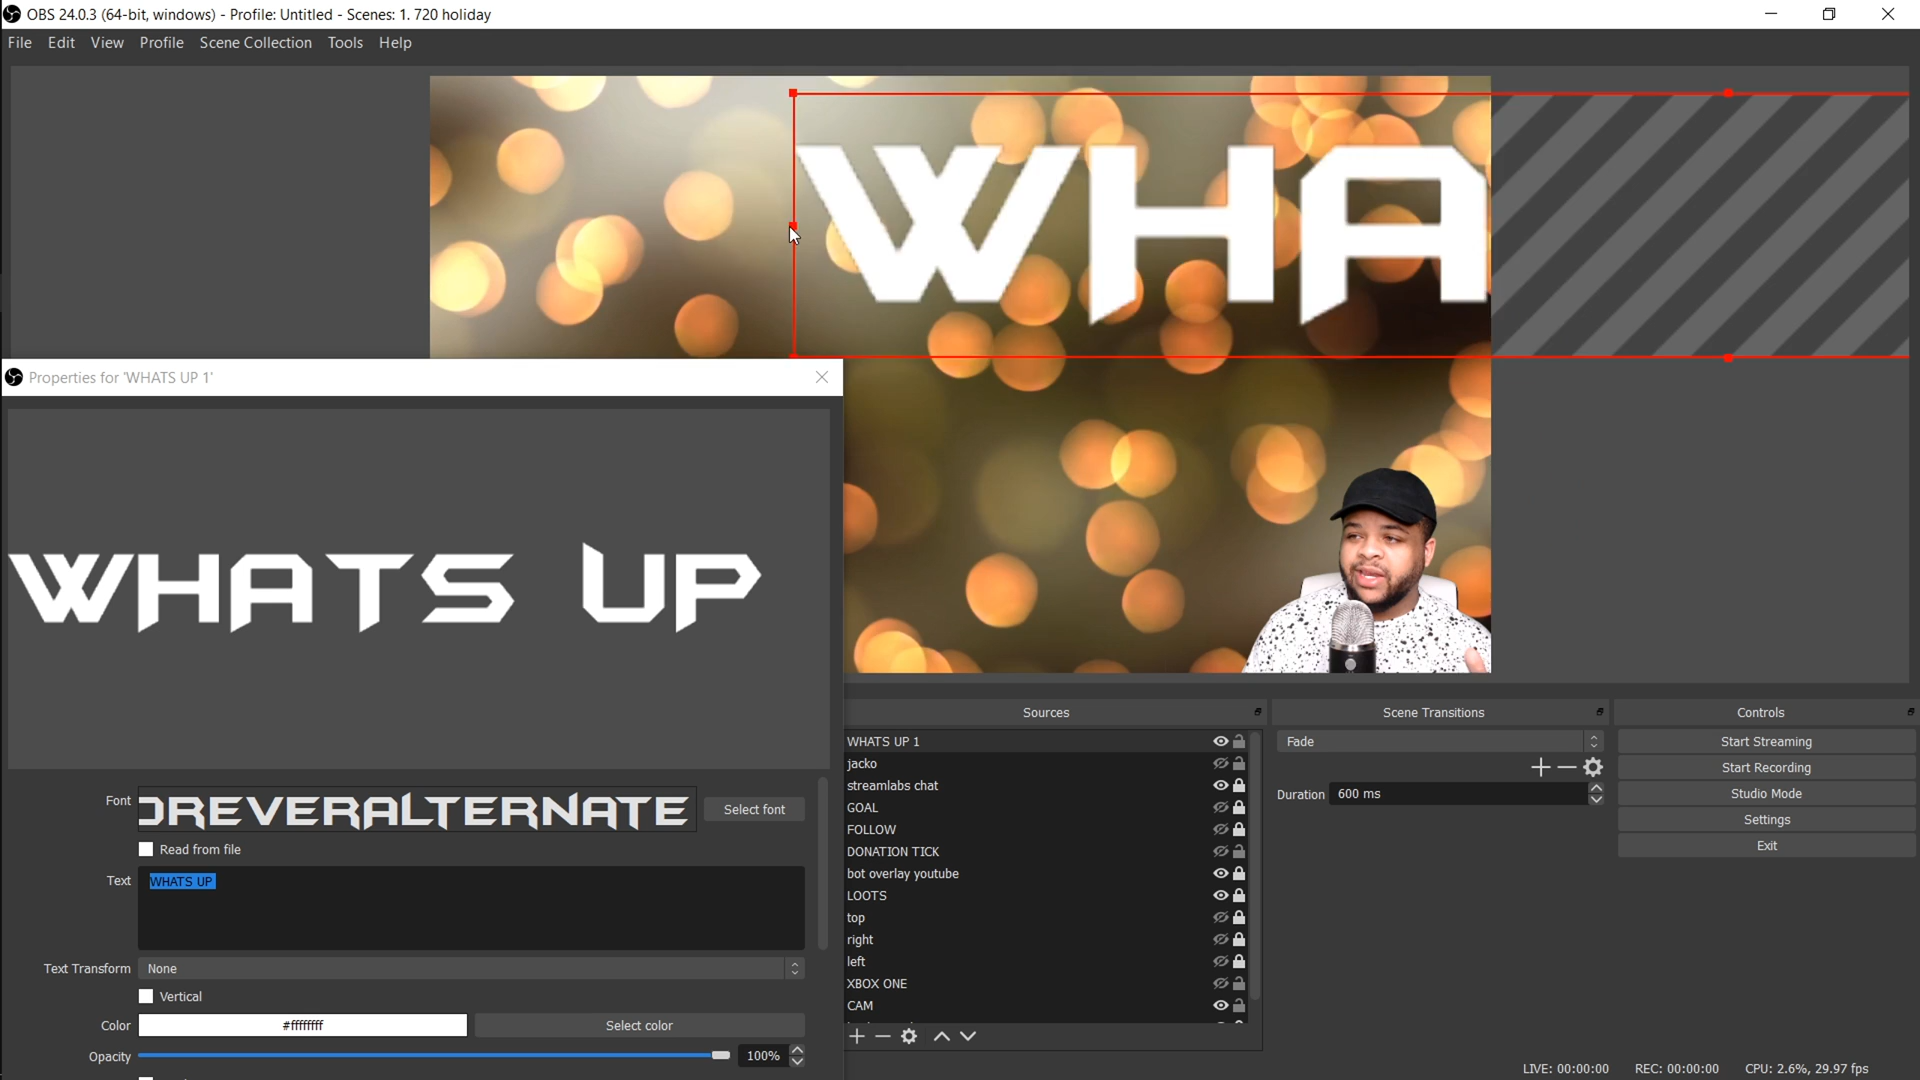 OBS 24.0.3 (64-bit, windows) - Profile: Untitled - Scenes: 1. 720 holiday
File Edit View Profile Scene Collection Tools Help
WHA
Properties for 'WHATS UP 1'
WHATS UP
Font
OREVERALTERNATE
Select font
Read from file
Text
WHATS UP
Text Transform
None
Vertical
Color
#ffffffff
Select color
Opacity
100%
Sources
WHATS UP 1
jacko
streamlabs chat
GOAL
FOLLOW
DONATION TICK
bot overlay youtube
LOOTS
top
right
left
XBOX ONE
CAM
Scene Transitions
Fade
Duration
600 ms
Controls
Start Streaming
Start Recording
Studio Mode
Settings
Exit
LIVE: 00:00:00
REC: 00:00:00
CPU: 2.6%, 29.97 fps